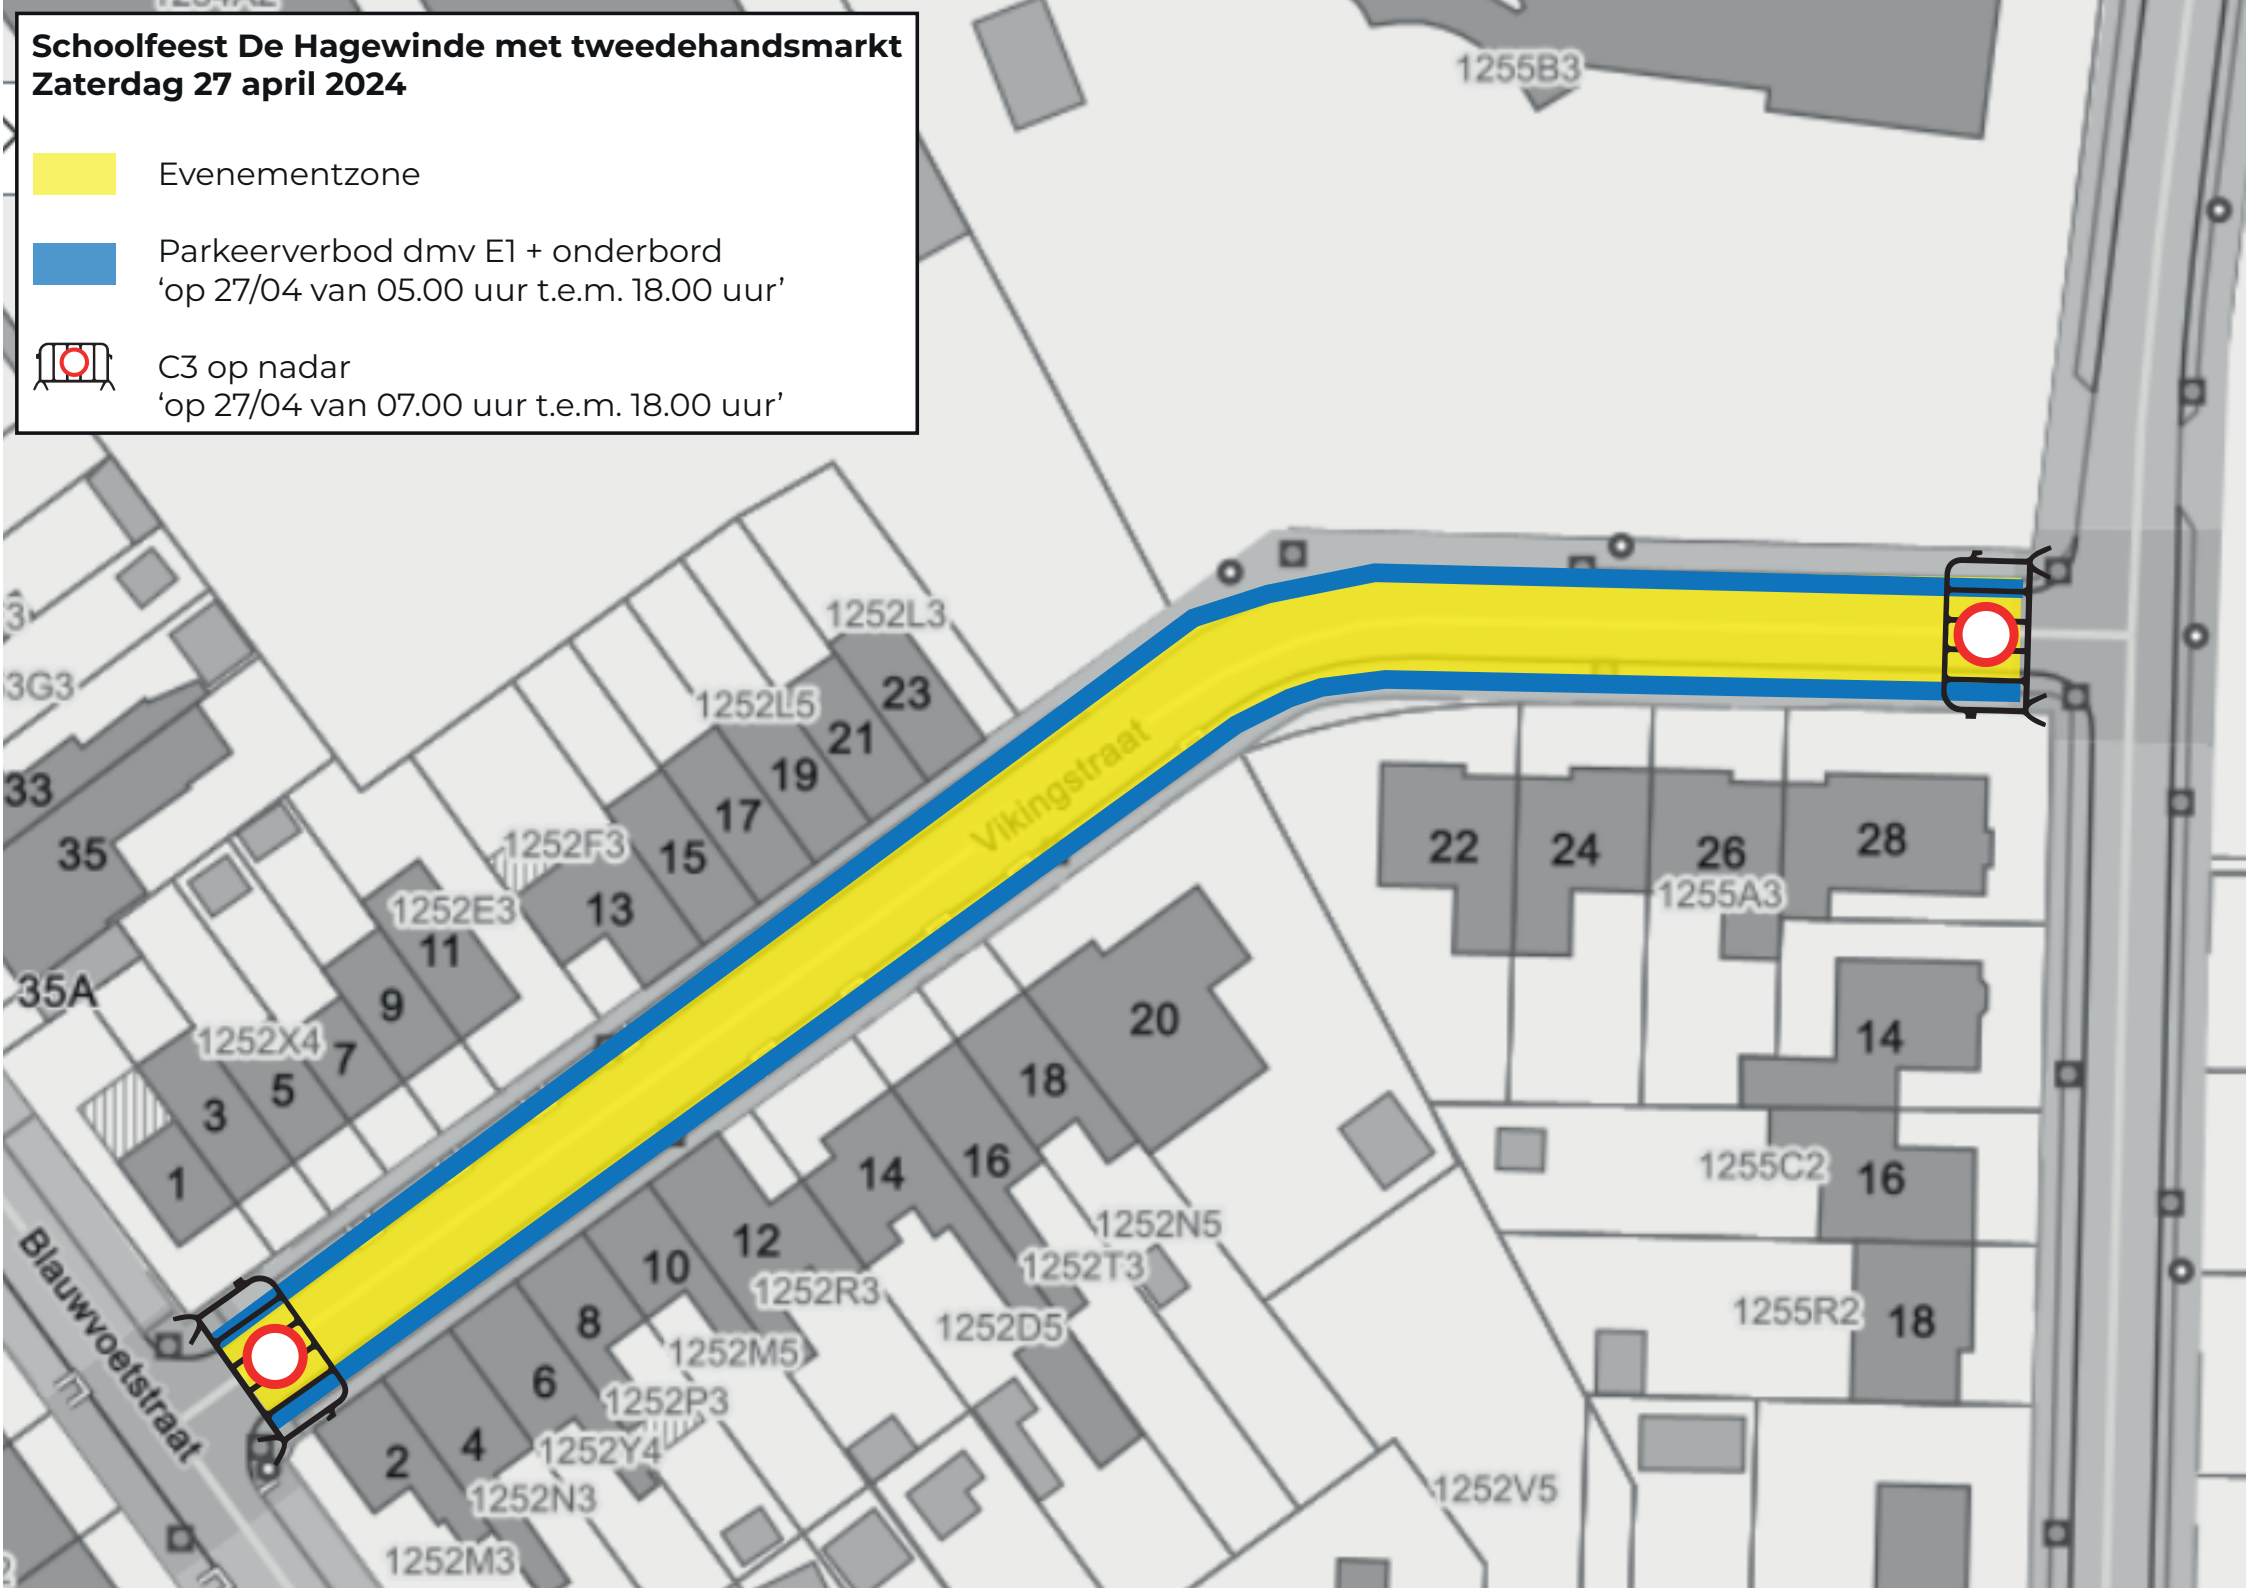 Schoolfeest De Hagewinde met tweedehandsmarkt
Zaterdag 27 april 2024
Evenementzone
Parkeerverbod dmv E1 + onderbord
‘op 27/04 van 05.00 uur t.e.m. 18.00 uur’
C3 op nadar
‘op 27/04 van 07.00 uur t.e.m. 18.00 uur’
1255B3
1252L3
3G3
1252L5
23
21
19
17
15
13
33
35
1252F3
1252E3
11
9
35A
1252X4
7
5
3
1
Vikingstraat
22
24
26
28
1255A3
14
20
18
16
14
12
10
8
6
4
2
1255C2
16
1252N5
1252T3
1252R3
1252D5
1255R2
18
1252M5
1252P3
1252Y4
1252N3
1252V5
1252M3
Blauwvoetstraat